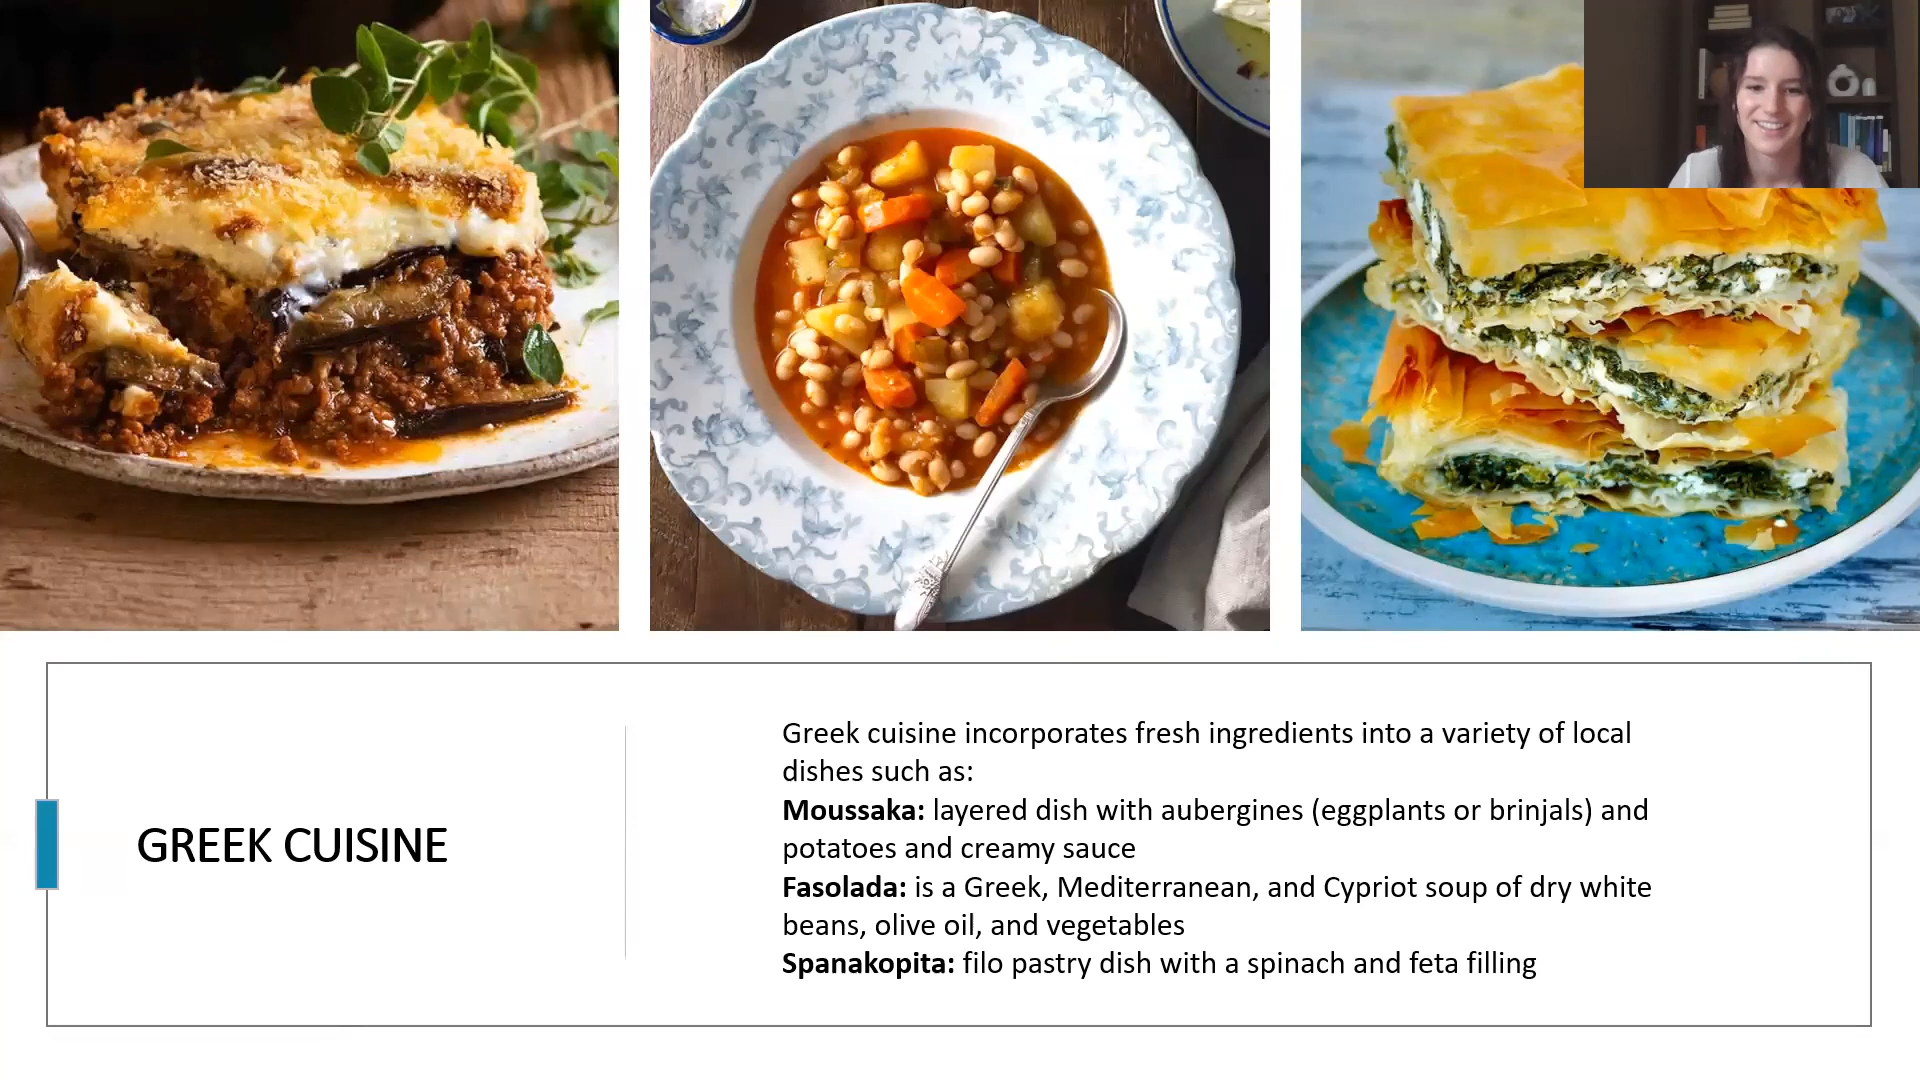 GREEK CUISINE
Greek cuisine incorporates fresh ingredients into a variety of local
dishes such as:
Moussaka: layered dish with aubergines (eggplants or brinjals) and
potatoes and creamy sauce
Fasolada: is a Greek, Mediterranean, and Cypriot soup of dry white
beans, olive oil, and vegetables
Spanakopita: filo pastry dish with a spinach and feta filling